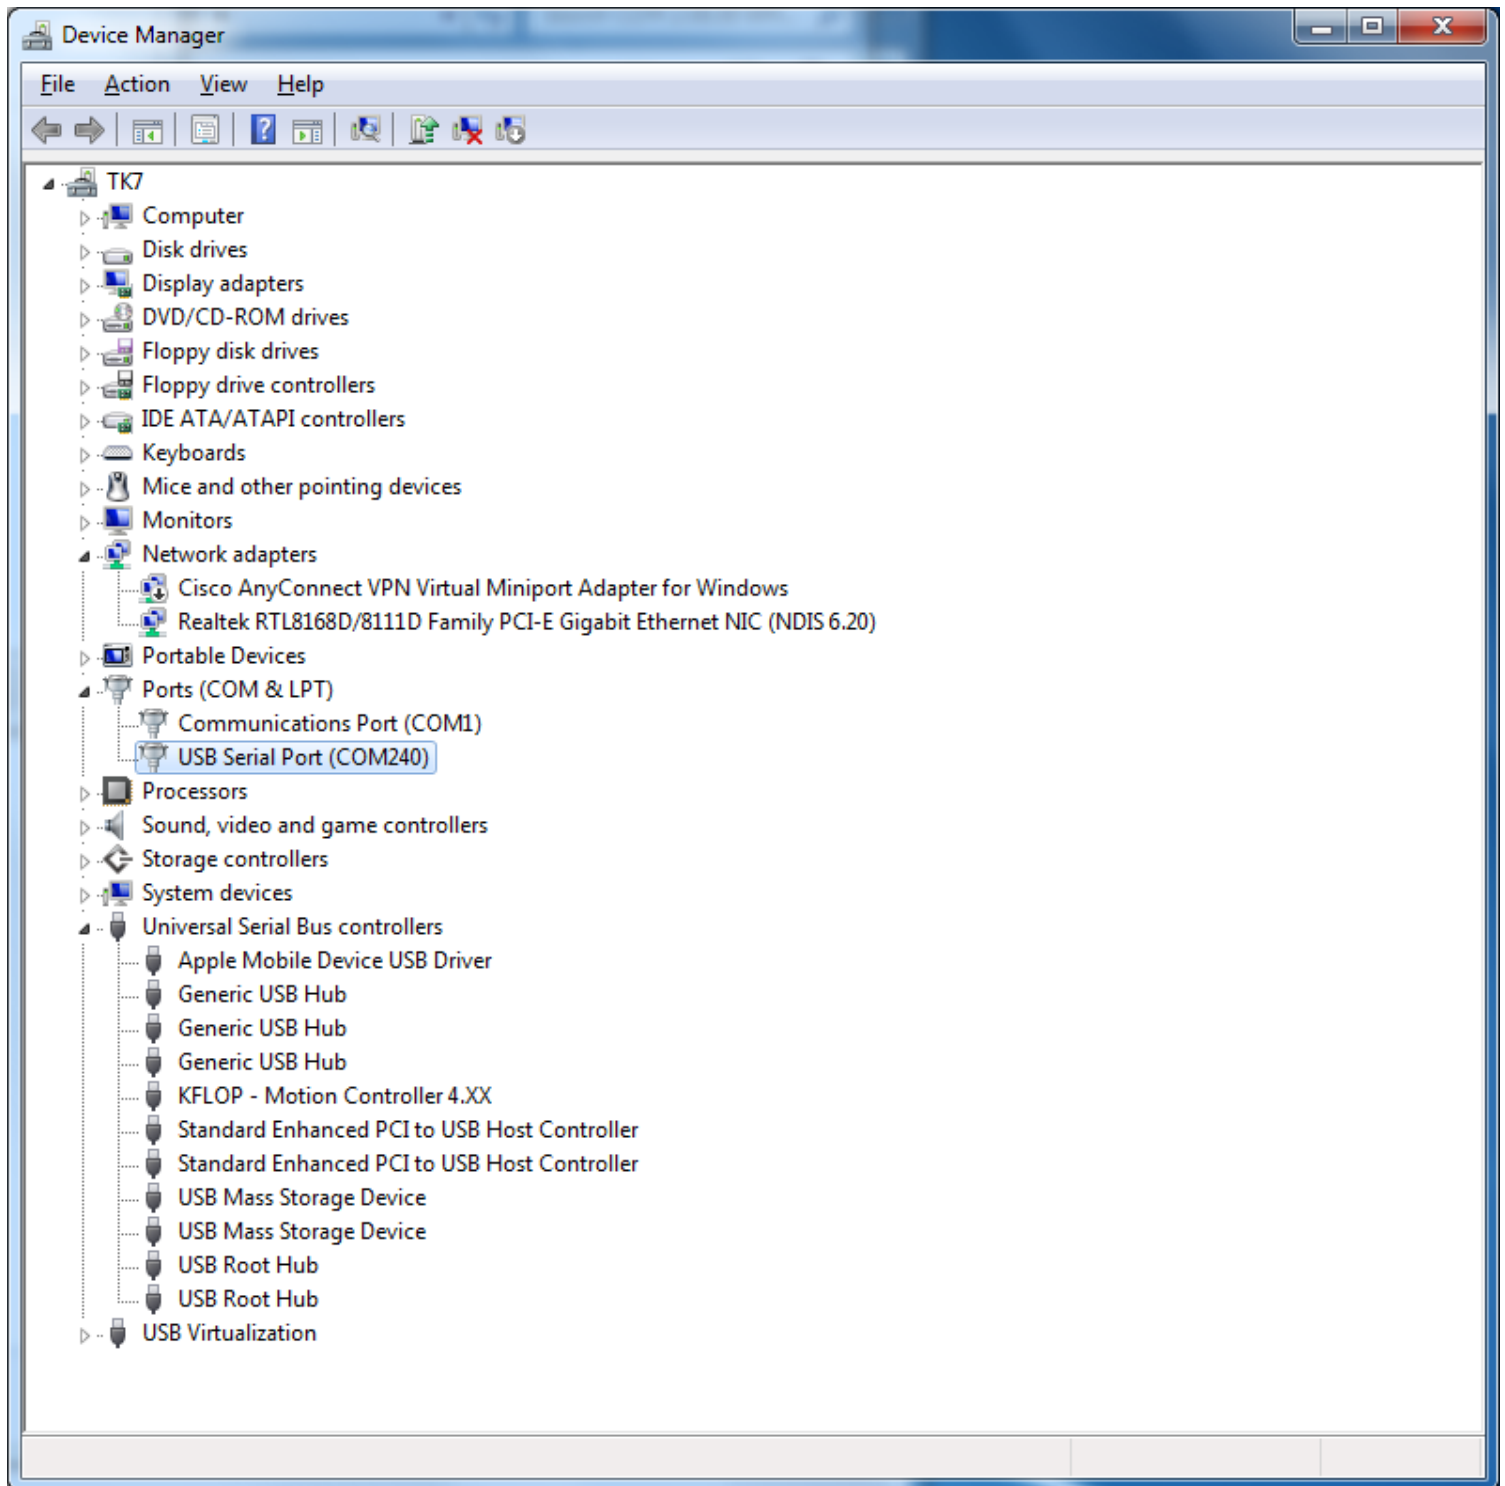 Device Manager
File Action View Help
TK7
Computer
Disk drives
Display adapters
DVD/CD-ROM drives
Floppy disk drives
Floppy drive controllers
IDE ATA/ATAPI controllers
Keyboards
Mice and other pointing devices
Monitors
Network adapters
Cisco AnyConnect VPN Virtual Miniport Adapter for Windows
Realtek RTL8168D/8111D Family PCI-E Gigabit Ethernet NIC (NDIS 6.20)
Portable Devices
Ports (COM & LPT)
Communications Port (COM1)
USB Serial Port (COM240)
Processors
Sound, video and game controllers
Storage controllers
System devices
Universal Serial Bus controllers
Apple Mobile Device USB Driver
Generic USB Hub
Generic USB Hub
Generic USB Hub
KFLOP - Motion Controller 4.XX
Standard Enhanced PCI to USB Host Controller
Standard Enhanced PCI to USB Host Controller
USB Mass Storage Device
USB Mass Storage Device
USB Root Hub
USB Root Hub
USB Virtualization